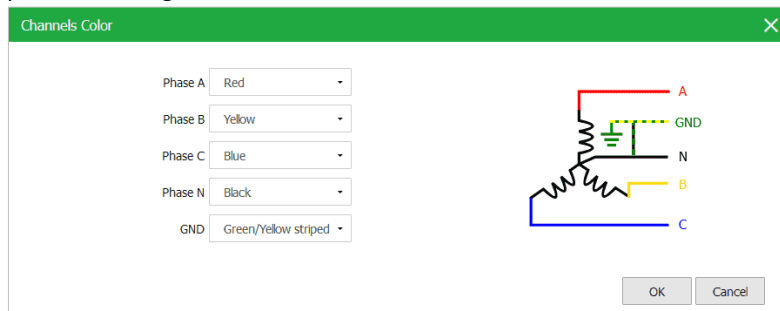 Channels Color
Phase A Red
Phase B Yellow
Phase C Blue
Phase N Black
GND Green/Yellow striped
A
GND
N
B
C
OK Cancel